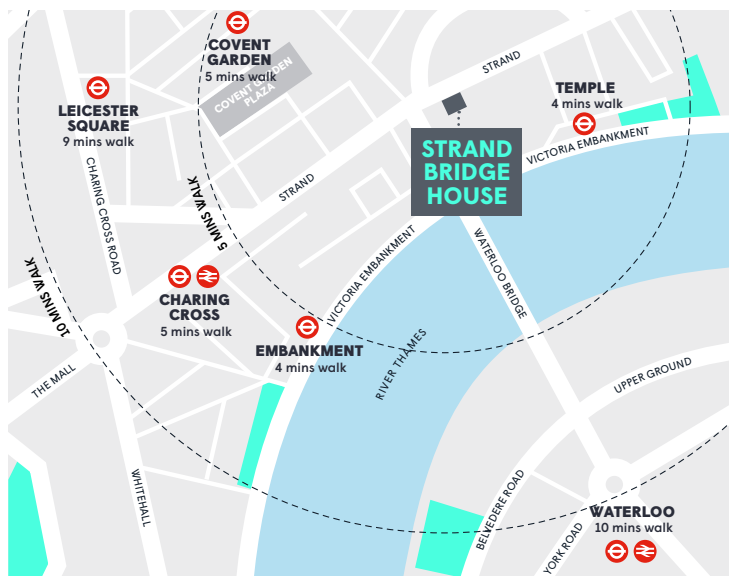 COVENT
GARDEN
5 mins walk
COVENT GARDEN
PLAZA
STRAND
LEICESTER
SQUARE
9 mins walk
TEMPLE
4 mins walk
STRAND
BRIDGE
HOUSE
VICTORIA EMBANKMENT
CHARING CROSS ROAD
STRAND
5 MINS WALK
10 MINS WALK
VICTORIA EMBANKMENT
WATERLOO BRIDGE
CHARING
CROSS
5 mins walk
EMBANKMENT
4 mins walk
RIVER THAMES
THE MALL
UPPER GROUND
WHITEHALL
BELVEDERE ROAD
WATERLOO
10 mins walk
YORK ROAD